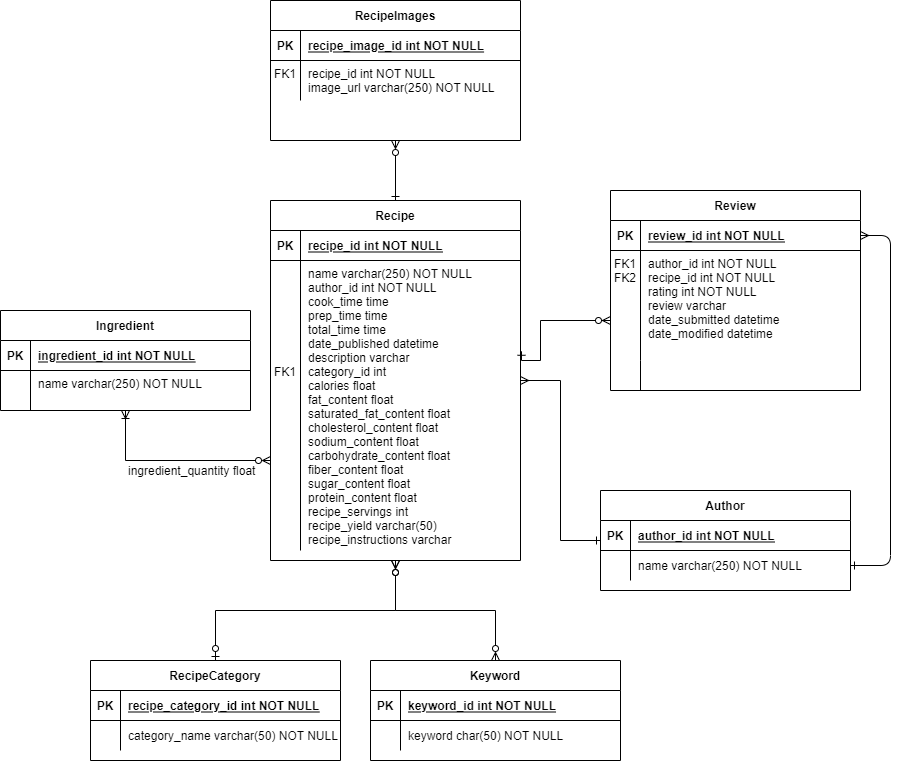 RecipeImages
PK recipe_image_id int NOT NULL
FK1 recipe_id int NOT NULL
image_url varchar(250) NOT NULL
Recipe
PK recipe_id int NOT NULL
name varchar(250) NOT NULL
author_id int NOT NULL
cook_time time
prep_time time
total_time time
date_published datetime
description varchar
FK1 category_id int
calories float
fat_content float
saturated_fat_content float
cholesterol_content float
sodium_content float
carbohydrate_content float
fiber_content float
sugar_content float
protein_content float
recipe_servings int
recipe_yield varchar(50)
recipe_instructions varchar
Review
PK review_id int NOT NULL
FK1 author_id int NOT NULL
FK2 recipe_id int NOT NULL
rating int NOT NULL
review varchar
date_submitted datetime
date_modified datetime
Ingredient
PK ingredient_id int NOT NULL
name varchar(250) NOT NULL
ingredient_quantity float
Author
PK author_id int NOT NULL
name varchar(250) NOT NULL
RecipeCategory
PK recipe_category_id int NOT NULL
category_name varchar(50) NOT NULL
Keyword
PK keyword_id int NOT NULL
keyword char(50) NOT NULL